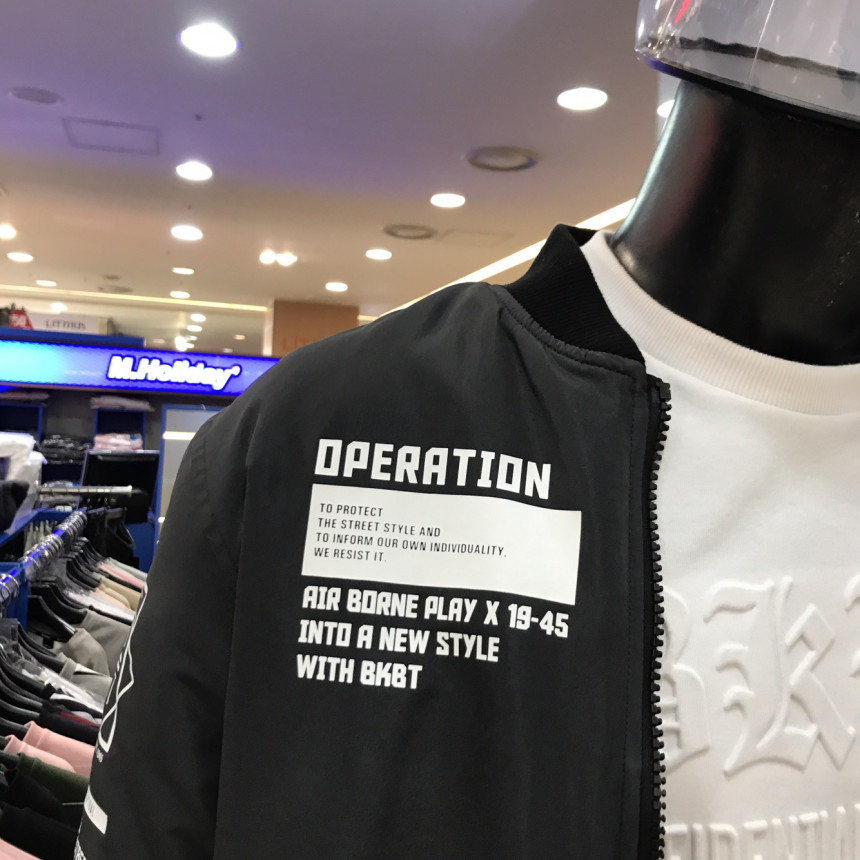 LITMUS
M.Holiday
OPERATION
TO PROTECT
THE STREET STYLE AND
TO INFORM OUR OWN INDIVIDUALITY.
WE RESIST IT.
AIR BORNE PLAY X 19-45
INTO A NEW STYLE
WITH BKBT